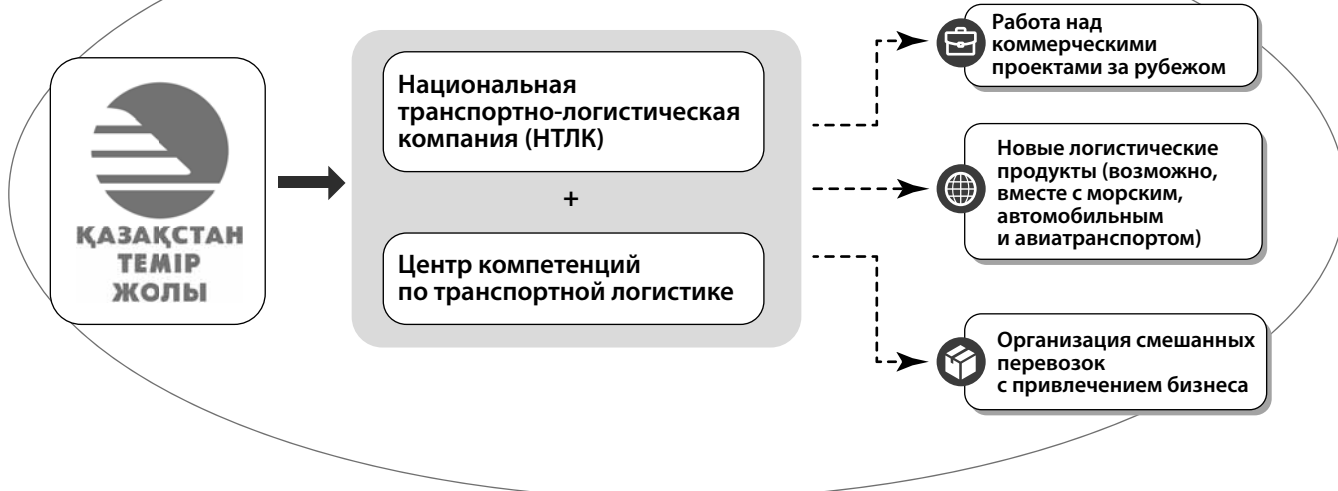 ҚАЗАҚСТАН
ТЕМІР
ЖОЛЫ
Национальная
транспортно-логистическая
компания (НТЛК)
+
Центр компетенций
по транспортной логистике
Работа над
коммерческими
проектами за рубежом
Новые логистические
продукты (возможно,
вместе с морским,
автомобильным
и авиатранспортом)
Организация смешанных
перевозок
с привлечением бизнеса